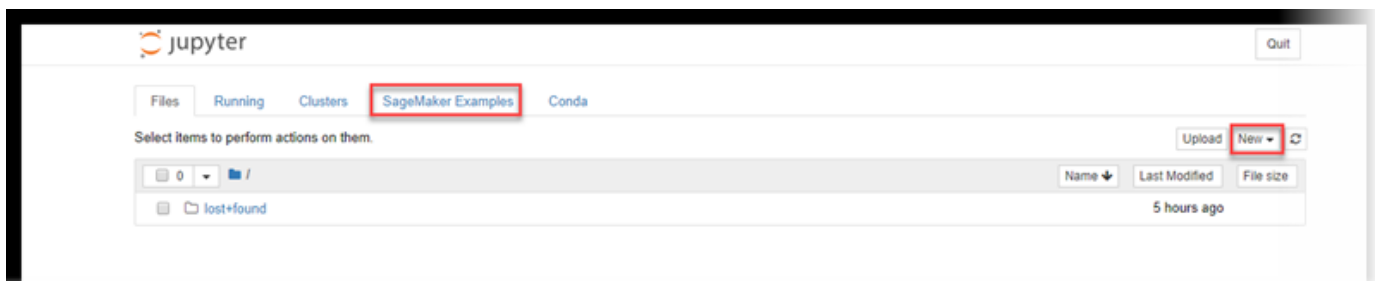 jupyter
Quit
Files Running Clusters SageMaker Examples Conda
Select items to perform actions on them.
Upload New
0 /
Name Last Modified File size
lost+found 5 hours ago